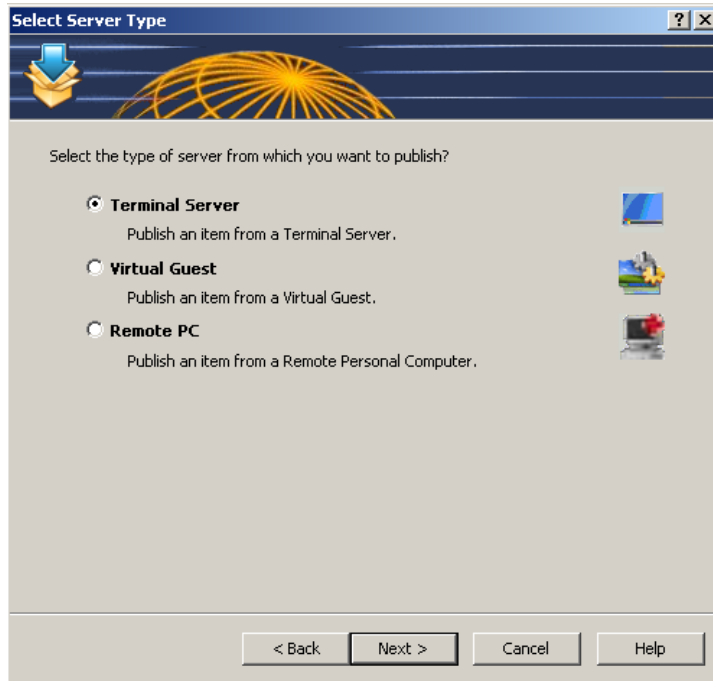 Select Server Type
Select the type of server from which you want to publish?
Terminal Server
Publish an item from a Terminal Server.
Virtual Guest
Publish an item from a Virtual Guest.
Remote PC
Publish an item from a Remote Personal Computer.
< Back Next > Cancel Help